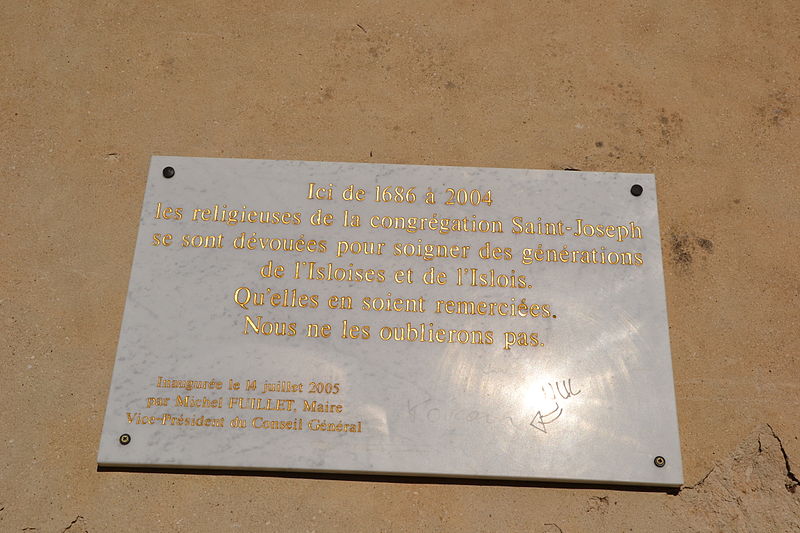 Ici de 1686 à 2004
les religieuses de la congrégation Saint-Joseph
se sont dévouées pour soigner des générations
de l'Isloises et de l'Islois.
Qu'elles en soient remerciées.
Nous ne les oublierons pas.
Inaugurée le 14 juillet 2005
par Michel FUILLET, Maire
Vice-Président du Conseil Général